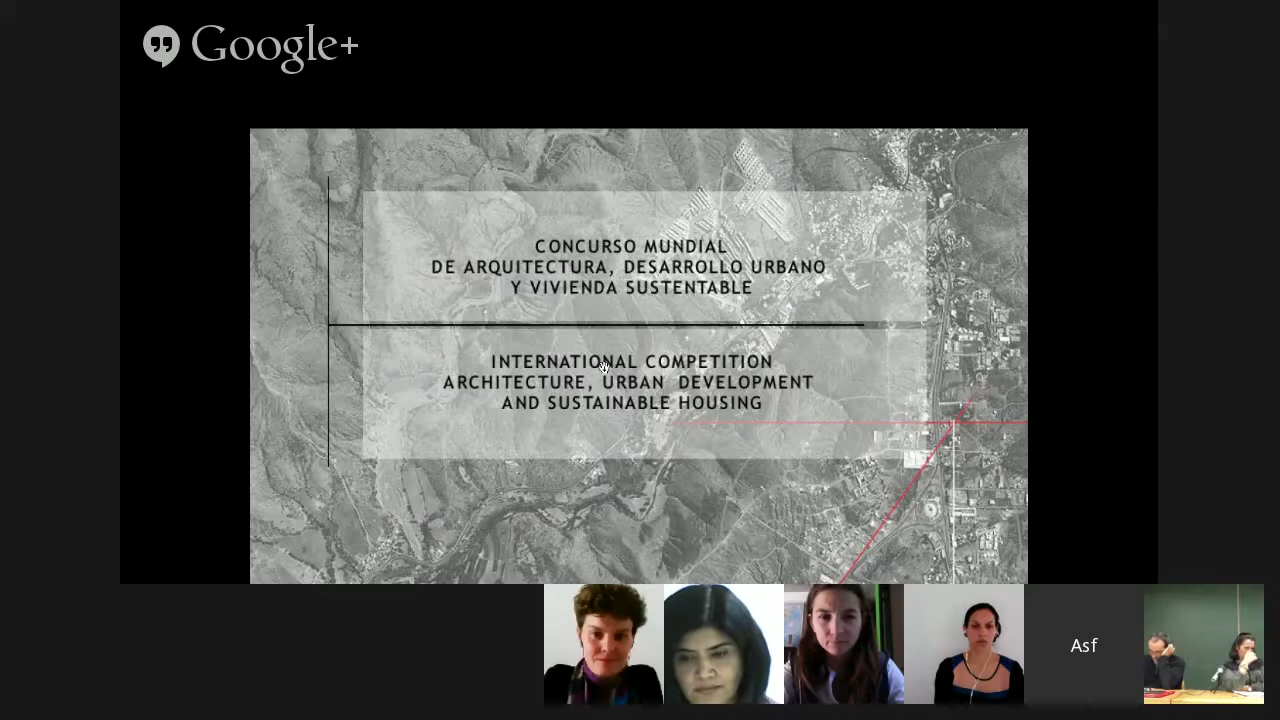 Google+
CONCURSO MUNDIAL
DE ARQUITECTURA, DESARROLLO URBANO
Y VIVIENDA SUSTENTABLE
INTERNATIONAL COMPETITION
ARCHITECTURE, URBAN DEVELOPMENT
AND SUSTAINABLE HOUSING
Asf